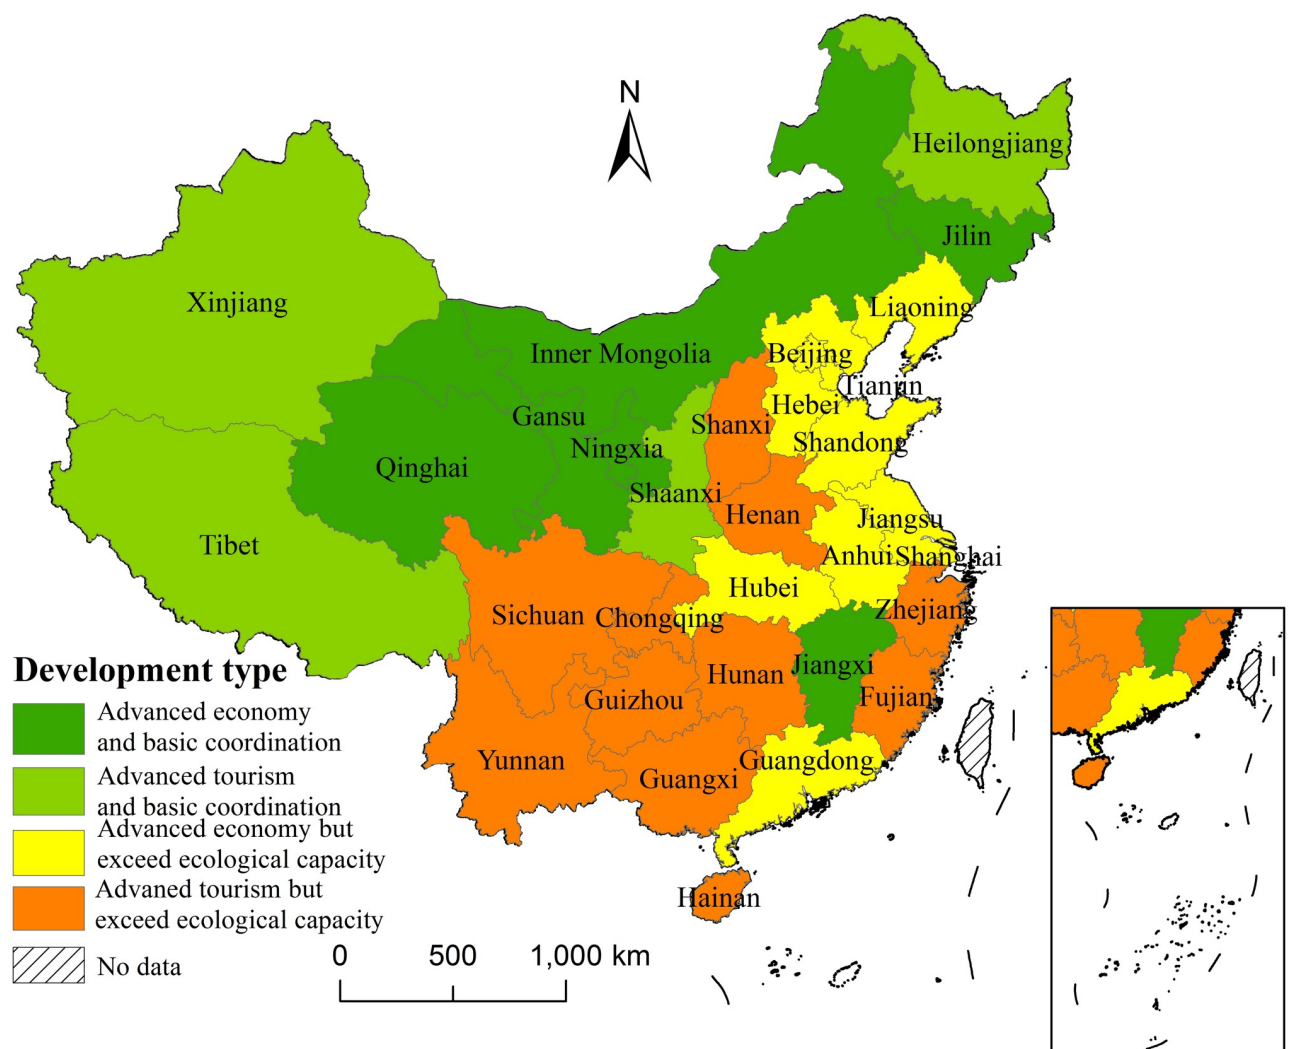 N
Heilongjiang
Jilin
Xinjiang
Liaoning
Inner Mongolia
Beijing
Tianjin
Hebei
Gansu
Shanxi
Shandong
Ningxia
Qinghai
Shaanxi
Henan
Jiangsu
Tibet
Anhui
Shanghai
Hubei
Zhejiang
Sichuan
Chongqing
Jiangxi
Hunan
Fujian
Guizhou
Yunnan
Guangdong
Guangxi
Hainan
Development type
Advanced economy
and basic coordination
Advanced tourism
and basic coordination
Advanced economy but
exceed ecological capacity
Advaned tourism but
exceed ecological capacity
No data
0 500 1,000 km